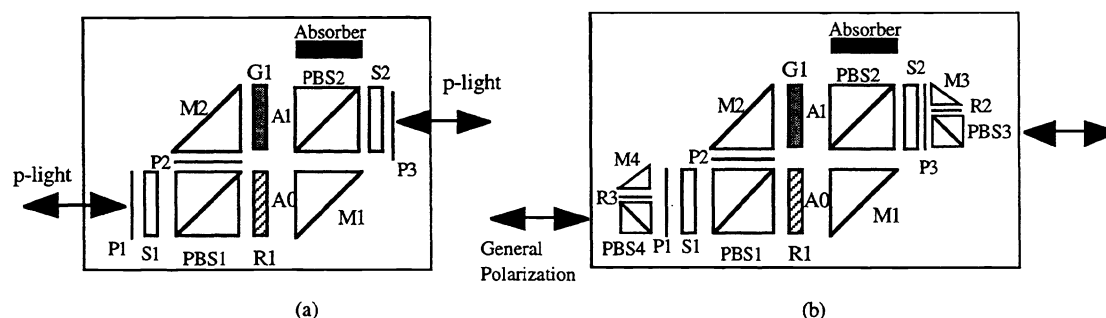 Absorber
G1
PBS2
S2
p-light
M2
A1
P2
P3
p-light
A0
M1
P1
S1
PBS1
R1
(a)
Absorber
G1
PBS2
S2
M3
M2
A1
R2
PBS3
P2
P3
M4
R3
A0
M1
PBS4
P1
S1
PBS1
R1
General
Polarization
(b)